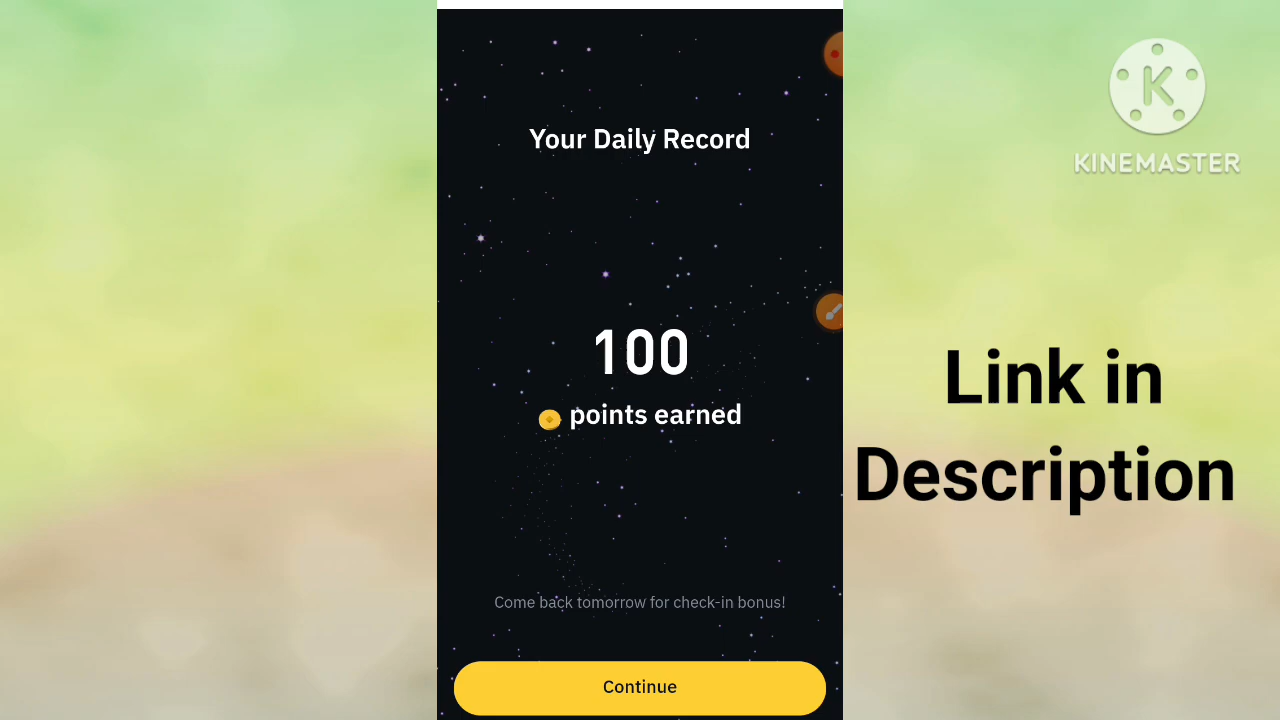 Your Daily Record
100
points earned
Come back tomorrow for check-in bonus!
Continue
K
KINEMASTER
Link in
Description